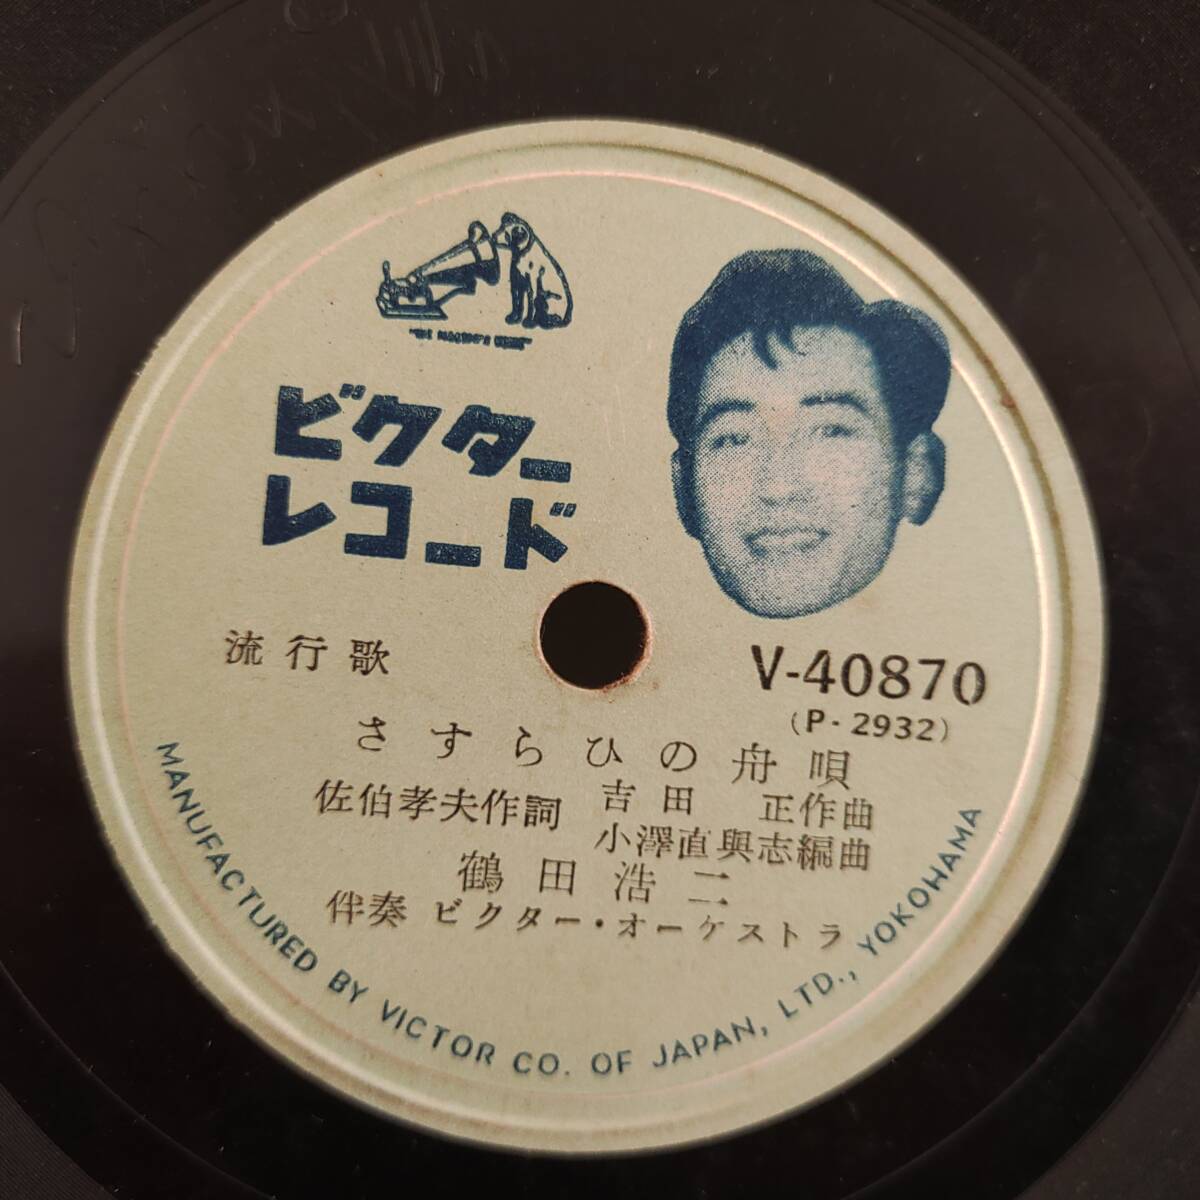 "HIS MASTER'S VOICE"
ビクター
レコード
流行歌
V-40870
(P-2932)
さすらひの舟唄
佐伯孝夫作詞 吉田 正作曲
小澤直與志編曲
鶴田浩二
伴奏 ビクター・オーケストラ
MANUFACTURED BY VICTOR CO. OF JAPAN, LTD., YOKOHAMA